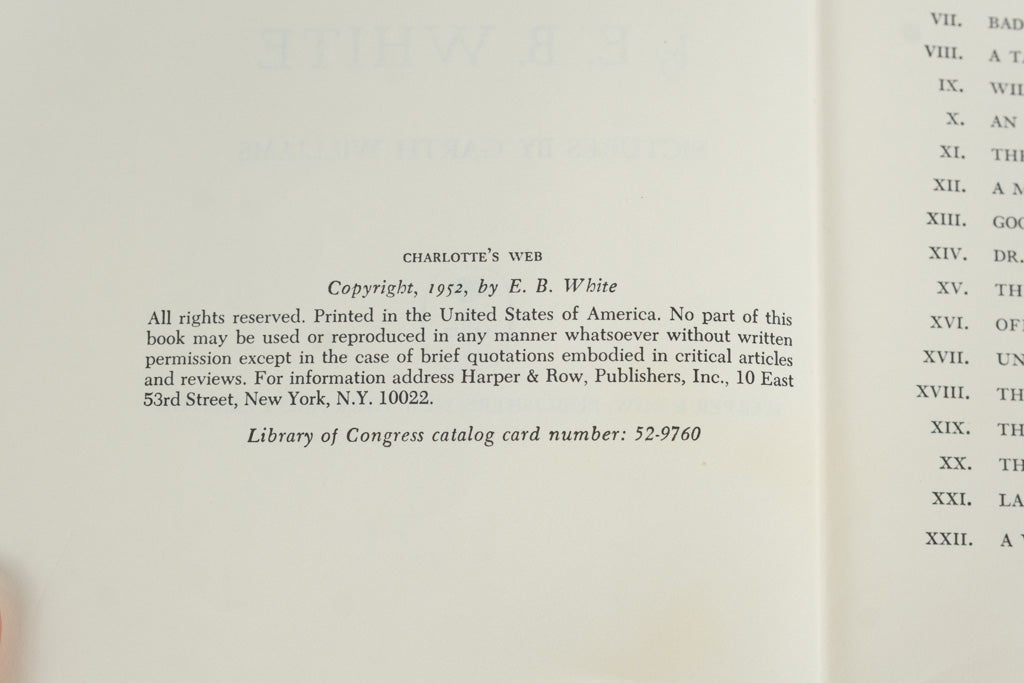 CHARLOTTE'S WEB
Copyright, 1952, by E. B. White
All rights reserved. Printed in the United States of America. No part of this
book may be used or reproduced in any manner whatsoever without written
permission except in the case of brief quotations embodied in critical articles
and reviews. For information address Harper & Row, Publishers, Inc., 10 East
53rd Street, New York, N.Y. 10022.
Library of Congress catalog card number: 52-9760
VII. BAD
VIII. A
IX.
X. AN
XI.
XII. A
XIII.
XIV. DR.
XV.
XVI.
XVII.
XVIII.
XIX.
XX.
XXI.
XXII. A